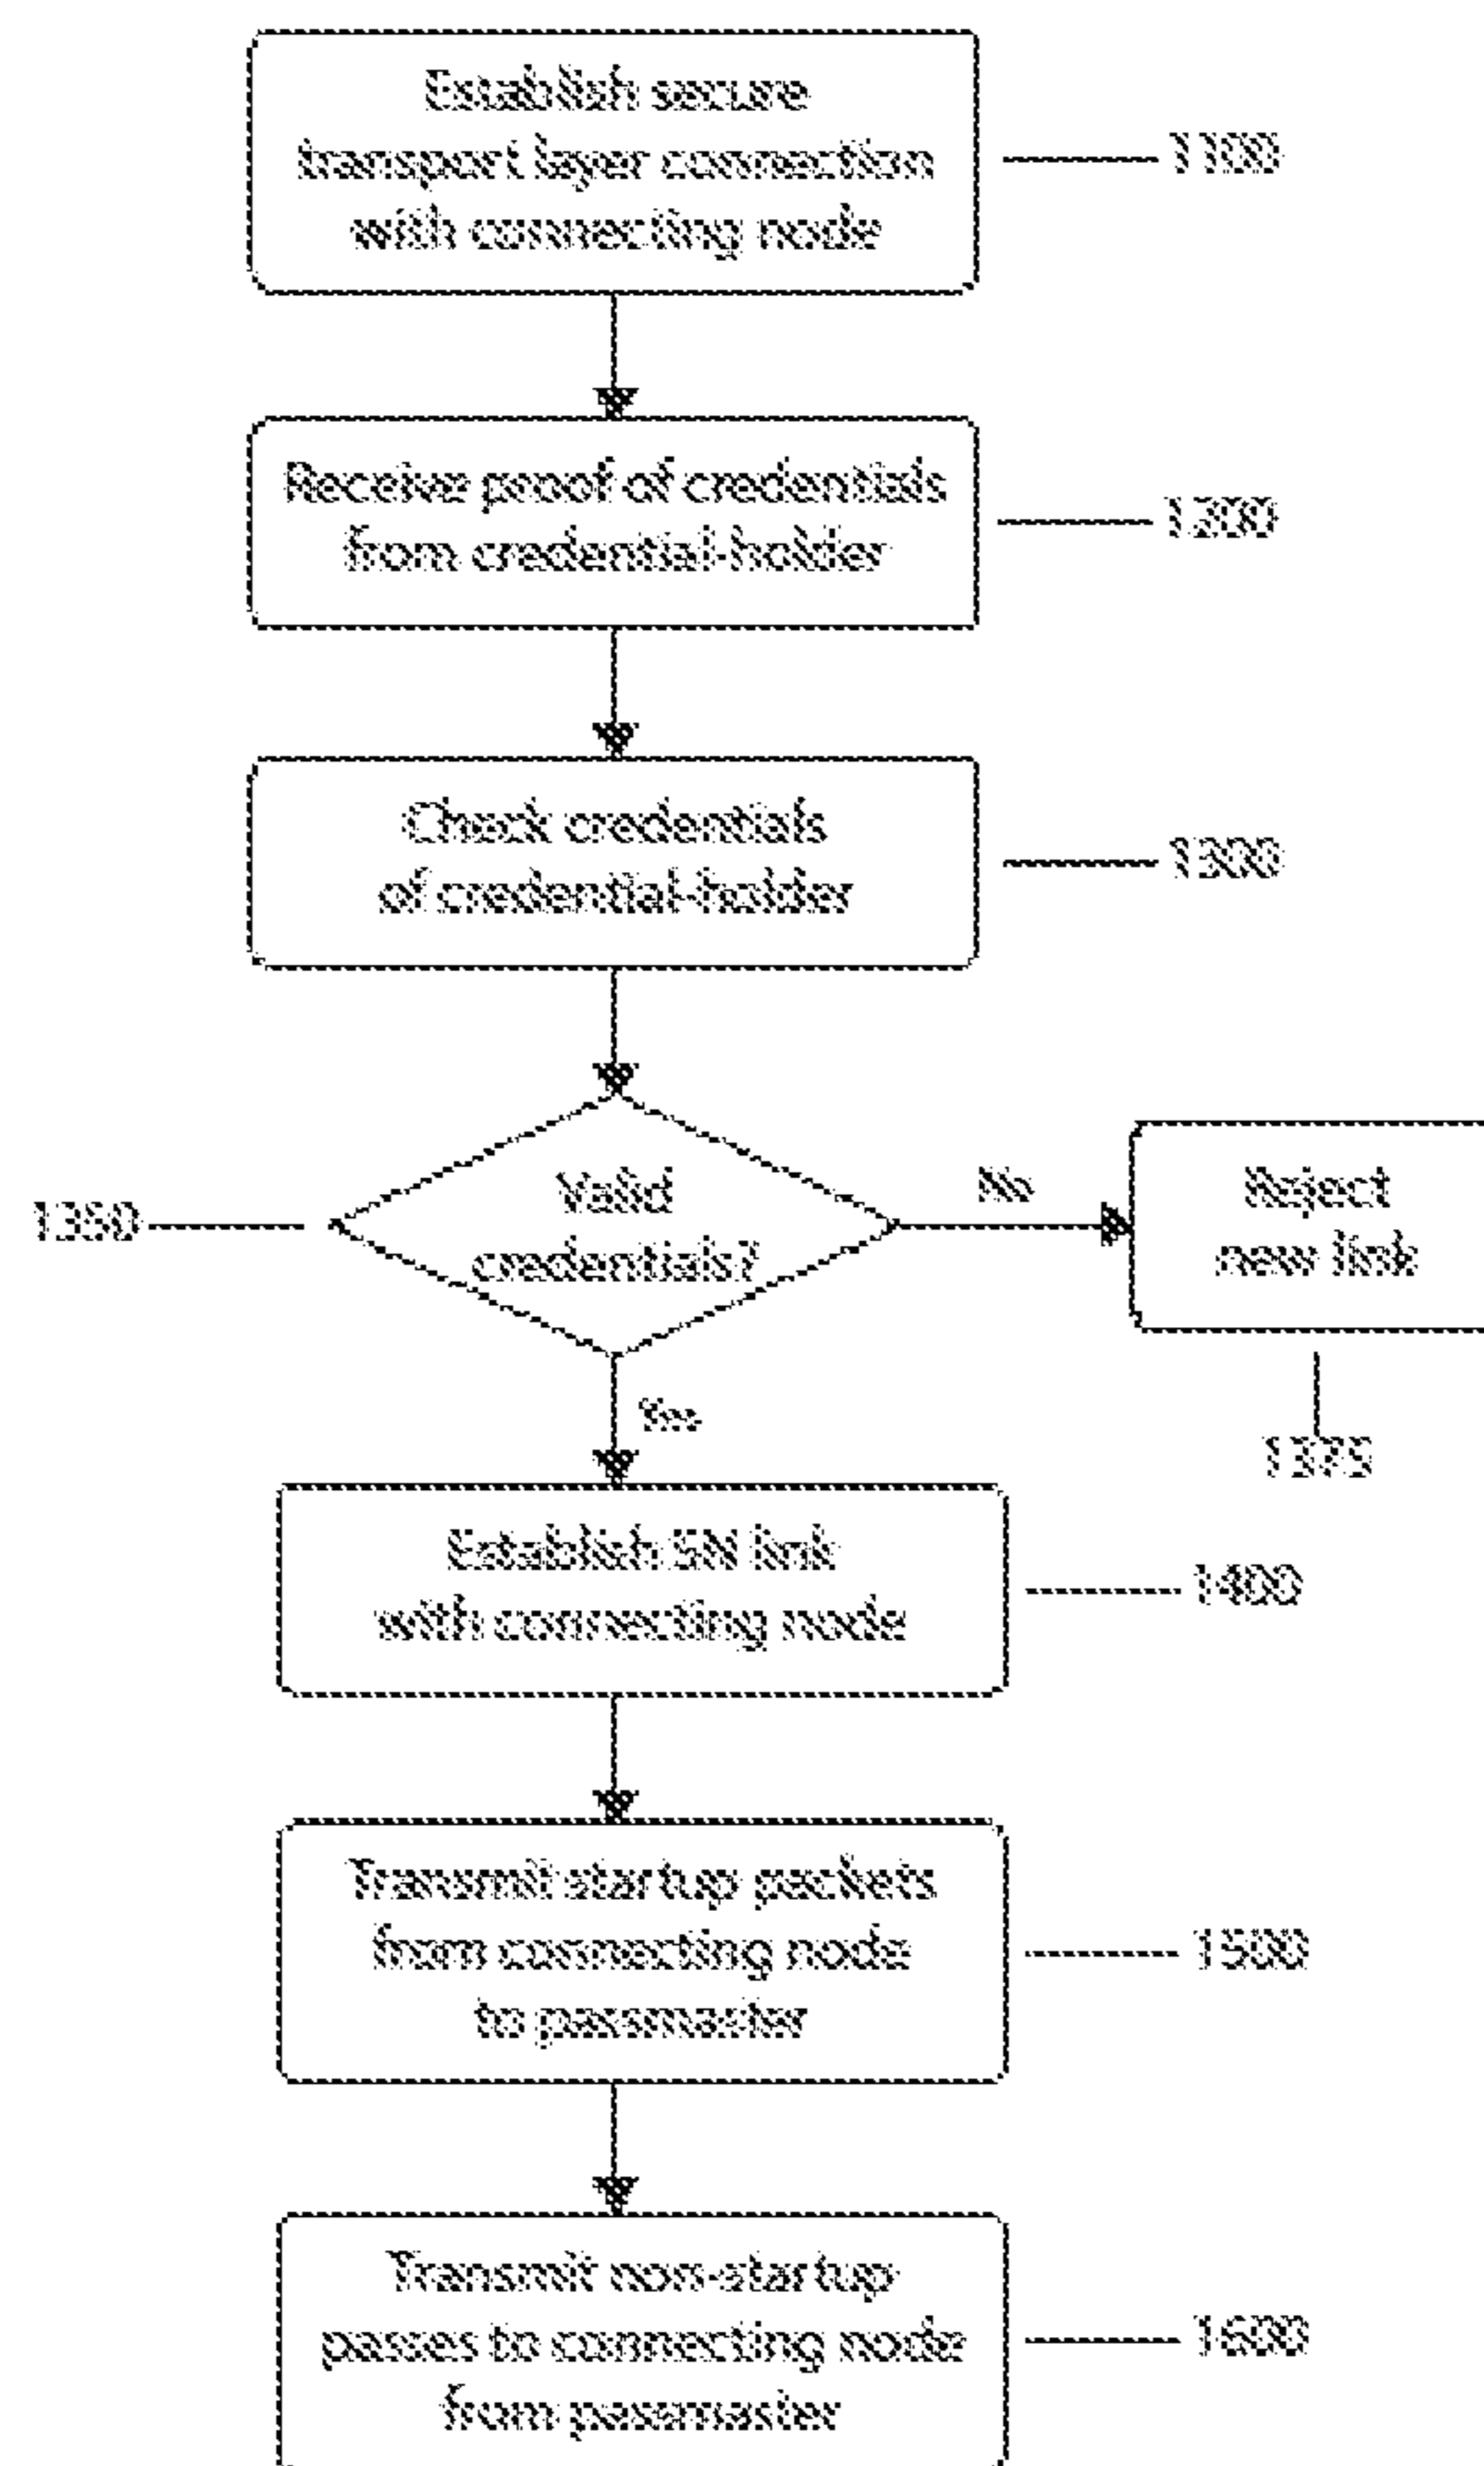 Establish secure
transport layer connection
with connecting node
1100
Receive proof of credentials
from credential-holder
1200
Check credentials
of credential-holder
1300
Valid
credentials?
1350
No
Reject
new link
1375
Yes
Establish SN link
with connecting node
1400
Transmit startup packets
from connecting node
to passmaster
1500
Transmit non-startup
passes to connecting node
from passmaster
1600